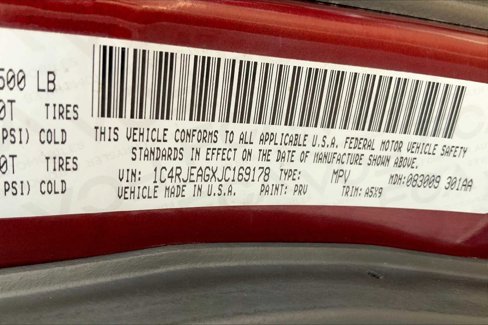 500 LB
0T TIRES
PSI) COLD
0T TIRES
PSI) COLD
THIS VEHICLE CONFORMS TO ALL APPLICABLE U.S.A. FEDERAL MOTOR VEHICLE SAFETY
STANDARDS IN EFFECT ON THE DATE OF MANUFACTURE SHOWN ABOVE.
VIN: 1C4RJEAGXJC169178 TYPE: MPV MDH: 083009 301AA
VEHICLE MADE IN U.S.A. PAINT: PRV TRIM: A5X9